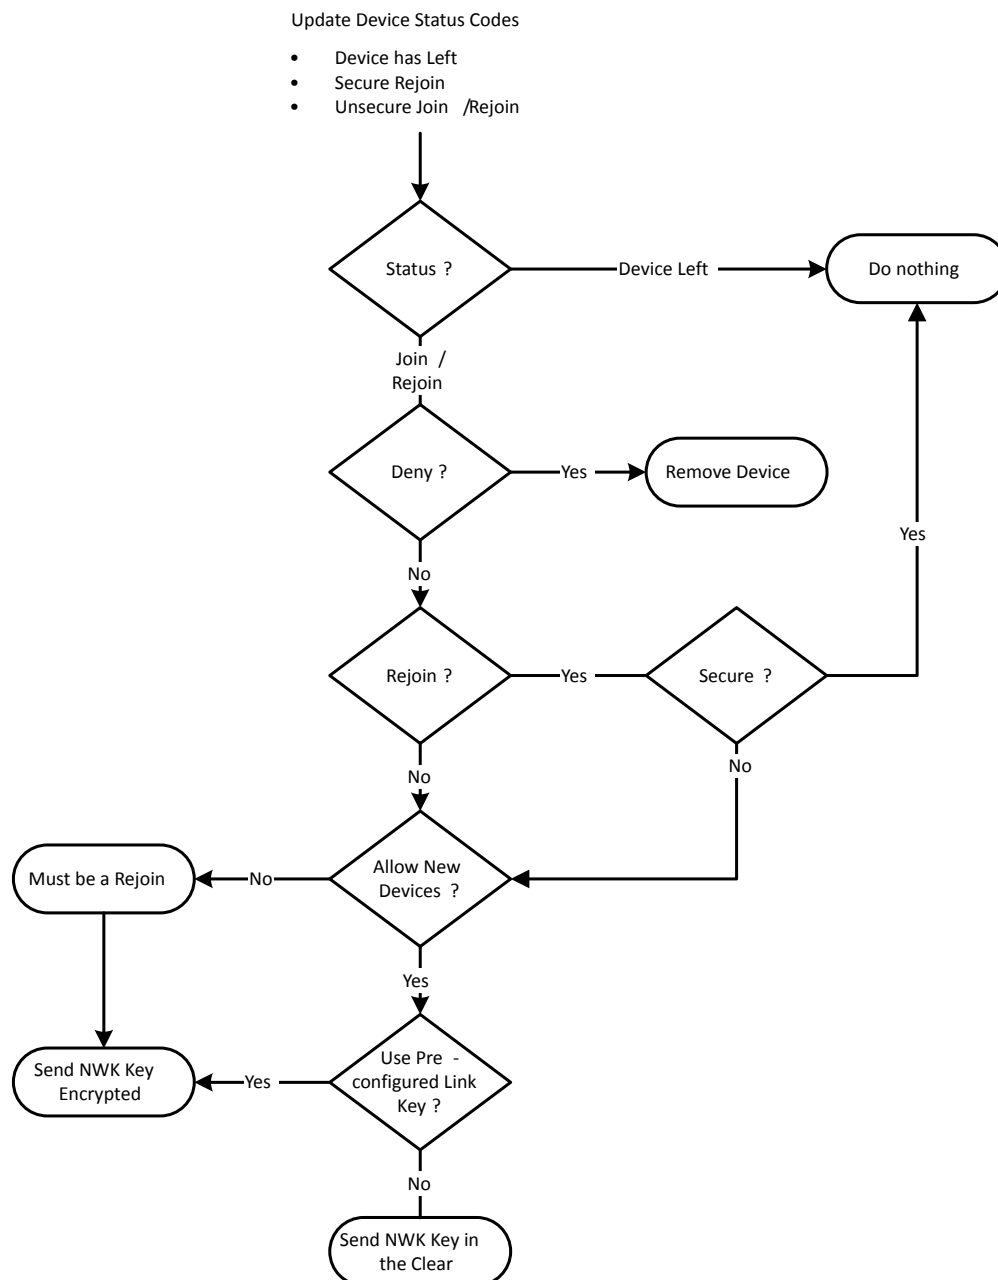 Update Device Status Codes
• Device has Left
• Secure Rejoin
• Unsecure Join /Rejoin
Status ?
Device Left
Do nothing
Join /
Rejoin
Deny ?
Yes
Remove Device
Yes
No
Rejoin ?
Yes
Secure ?
No
No
Allow New
Devices ?
No
Must be a Rejoin
Yes
Use Pre -
configured Link
Key ?
Yes
Send NWK Key
Encrypted
No
Send NWK Key in
the Clear